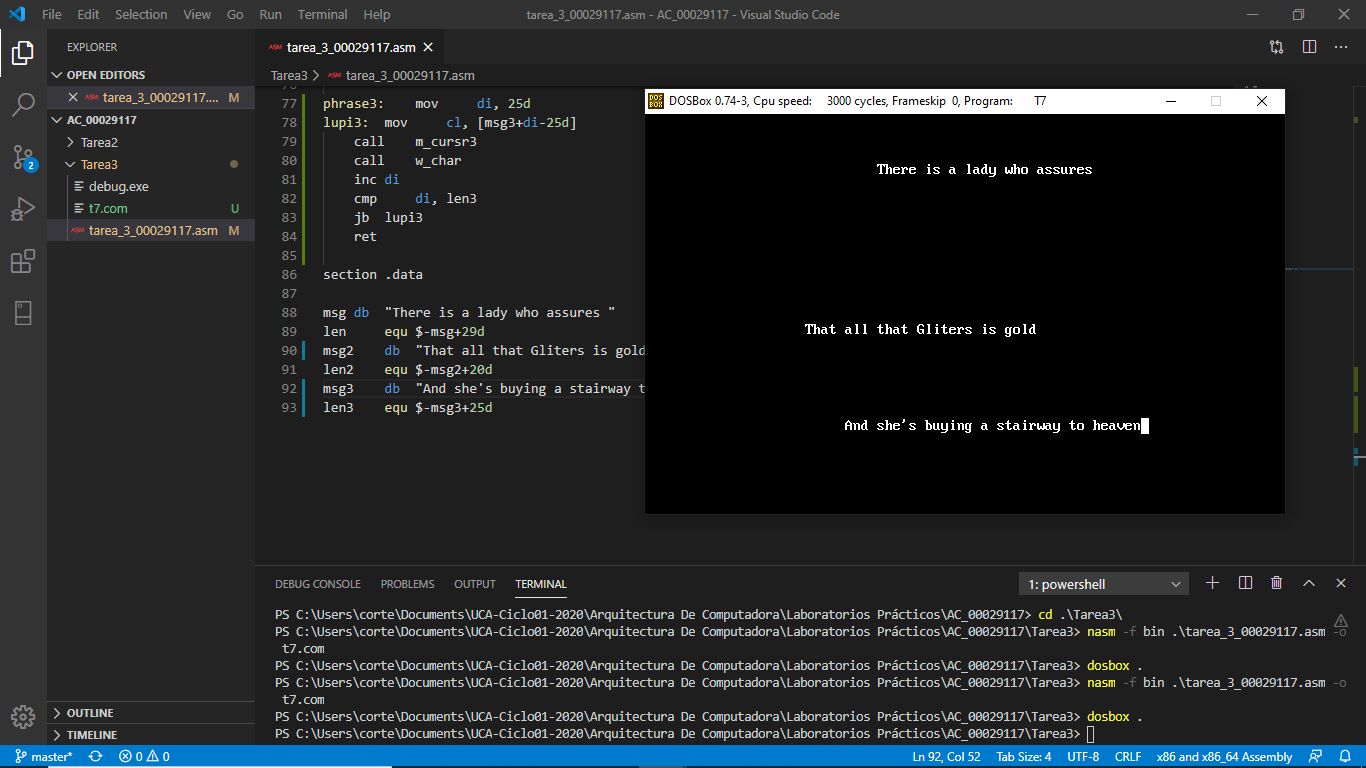 File Edit Selection View Go Run Terminal Help tarea_3_00029117.asm - AC_00029117 - Visual Studio Code
EXPLORER
OPEN EDITORS
tarea_3_00029117.... M
AC_00029117
Tarea2
Tarea3
debug.exe
t7.com U
ASM tarea_3_00029117.asm M
OUTLINE
TIMELINE
2
ASM tarea_3_00029117.asm
Tarea3 > ASM tarea_3_00029117.asm
77 phrase3: mov di, 25d
78 lupi3: mov cl, [msg3+di-25d]
79 call m_cursr3
80 call w_char
81 inc di
82 cmp di, len3
83 jb lupi3
84 ret
85
86 section .data
87
88 msg db "There is a lady who assures "
89 len equ $-msg+29d
90 msg2 db "That all that Gliters is gold
91 len2 equ $-msg2+20d
92 msg3 db "And she's buying a stairway t
93 len3 equ $-msg3+25d
DOS BOX DOSBox 0.74-3, Cpu speed: 3000 cycles, Frameskip 0, Program: T7
There is a lady who assures
That all that Gliters is gold
And she's buying a stairway to heaven
DEBUG CONSOLE PROBLEMS OUTPUT TERMINAL 1: powershell
PS C:\Users\corte\Documents\UCA-Ciclo01-2020\Arquitectura De Computadora\Laboratorios Prácticos\AC_00029117> cd .\Tarea3\
PS C:\Users\corte\Documents\UCA-Ciclo01-2020\Arquitectura De Computadora\Laboratorios Prácticos\AC_00029117\Tarea3> nasm -f bin .\tarea_3_00029117.asm -o
t7.com
PS C:\Users\corte\Documents\UCA-Ciclo01-2020\Arquitectura De Computadora\Laboratorios Prácticos\AC_00029117\Tarea3> dosbox .
PS C:\Users\corte\Documents\UCA-Ciclo01-2020\Arquitectura De Computadora\Laboratorios Prácticos\AC_00029117\Tarea3> nasm -f bin .\tarea_3_00029117.asm -o
t7.com
PS C:\Users\corte\Documents\UCA-Ciclo01-2020\Arquitectura De Computadora\Laboratorios Prácticos\AC_00029117\Tarea3> dosbox .
PS C:\Users\corte\Documents\UCA-Ciclo01-2020\Arquitectura De Computadora\Laboratorios Prácticos\AC_00029117\Tarea3>
master* 0 0 Ln 92, Col 52 Tab Size: 4 UTF-8 CRLF x86 and x86_64 Assembly